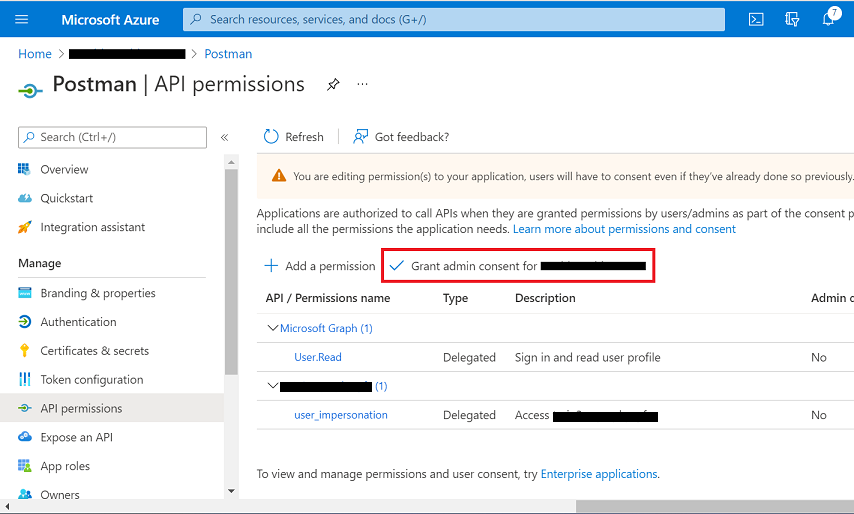 Microsoft Azure
Search resources, services, and docs (G+/)
7
Home > > Postman
Postman | API permissions
Search (Ctrl+/)
Overview
Quickstart
Integration assistant
Manage
Branding & properties
Authentication
Certificates & secrets
Token configuration
API permissions
Expose an API
App roles
Owners
Refresh
Got feedback?
You are editing permission(s) to your application, users will have to consent even if they've already done so previously.
Applications are authorized to call APIs when they are granted permissions by users/admins as part of the consent p
include all the permissions the application needs. Learn more about permissions and consent
Add a permission
Grant admin consent for
API / Permissions name Type Description Admin c
Microsoft Graph (1)
User.Read Delegated Sign in and read user profile No
(1)
user_impersonation Delegated Access No
To view and manage permissions and user consent, try Enterprise applications.